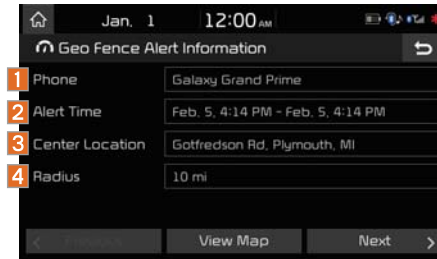 Jan. 1 12:00 AM
Geo Fence Alert Information
1 Phone Galaxy Grand Prime
2 Alert Time Feb. 5, 4:14 PM - Feb. 5, 4:14 PM
3 Center Location Gotfredson Rd, Plymouth, MI
4 Radius 10 mi
< Previous View Map Next >